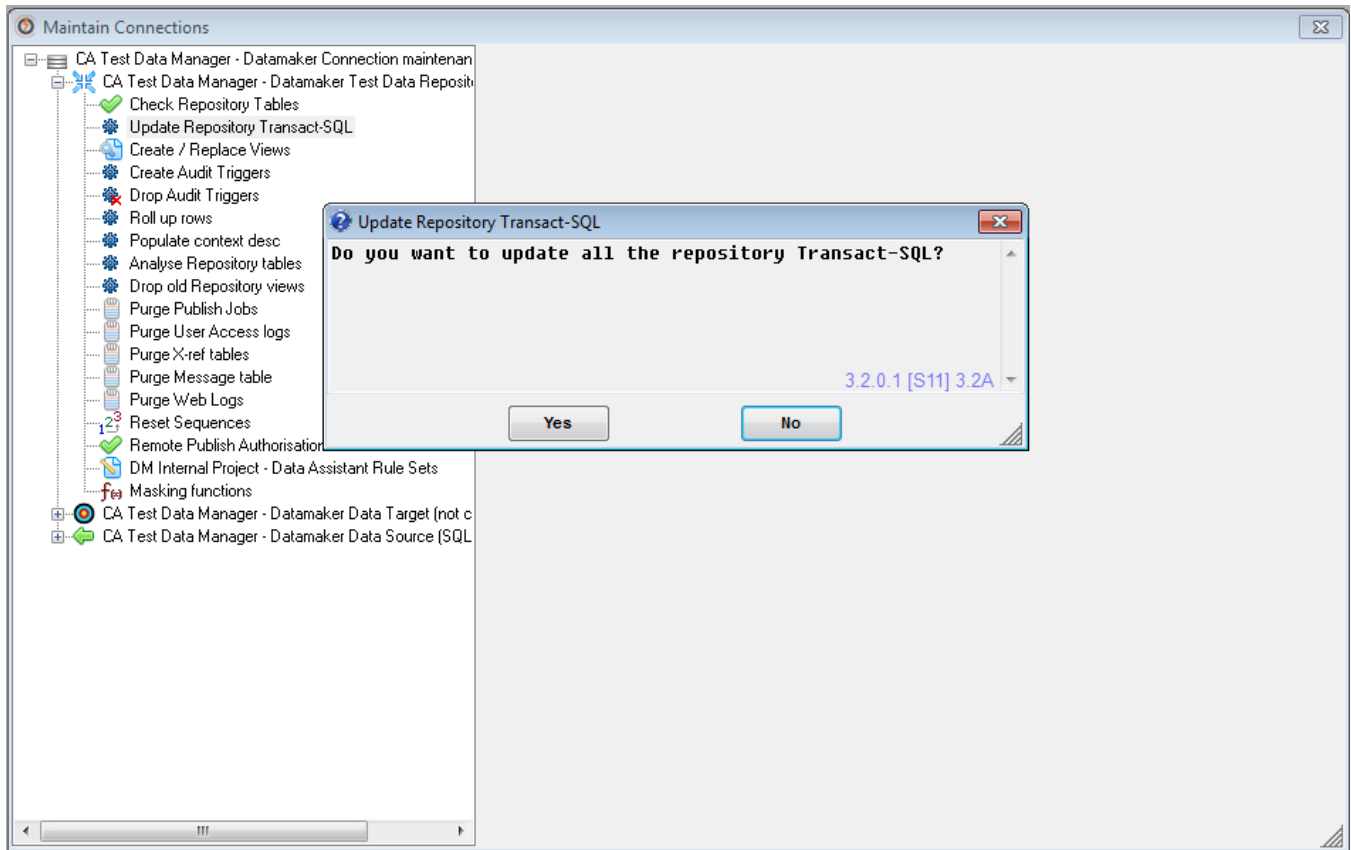 Maintain Connections
CA Test Data Manager - Datamaker Connection maintenan
CA Test Data Manager - Datamaker Test Data Reposit
Check Repository Tables
Update Repository Transact-SQL
Create / Replace Views
Create Audit Triggers
Drop Audit Triggers
Roll up rows
Populate context desc
Analyse Repository tables
Drop old Repository views
Purge Publish Jobs
Purge User Access logs
Purge X-ref tables
Purge Message table
Purge Web Logs
Reset Sequences
Remote Publish Authorisation
DM Internal Project - Data Assistant Rule Sets
Masking functions
CA Test Data Manager - Datamaker Data Target (not c
CA Test Data Manager - Datamaker Data Source (SQL
Update Repository Transact-SQL
Do you want to update all the repository Transact-SQL?
3.2.0.1 [S11] 3.2A
Yes No